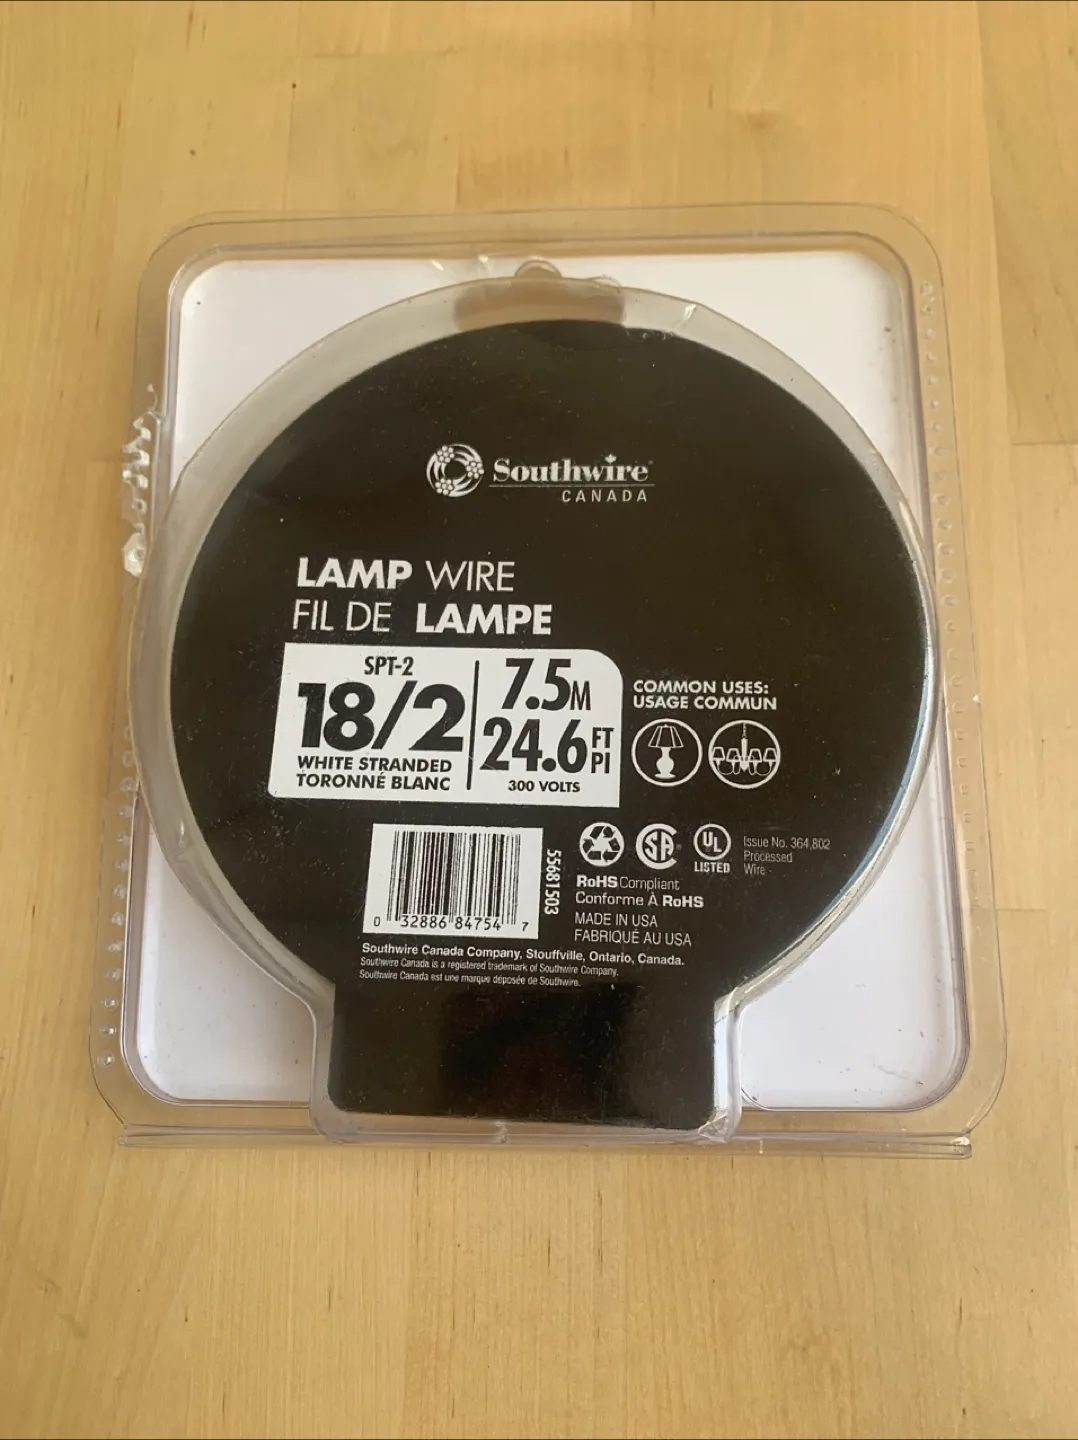 Southwire
CANADA
LAMP WIRE
FIL DE LAMPE
SPT-2
18/2
WHITE STRANDED
TORONNÉ BLANC
7.5M
24.6 FT PI
300 VOLTS
COMMON USES:
USAGE COMMUN
0 32886 84754 7
55681503
SA
UL
LISTED
Issue No. 364,802
Processed
Wire
RoHS Compliant
Conforme À RoHS
MADE IN USA
FABRIQUÉ AU USA
Southwire Canada Company, Stouffville, Ontario, Canada.
Southwire Canada is a registered trademark of Southwire Company.
Southwire Canada est une marque déposée de Southwire.